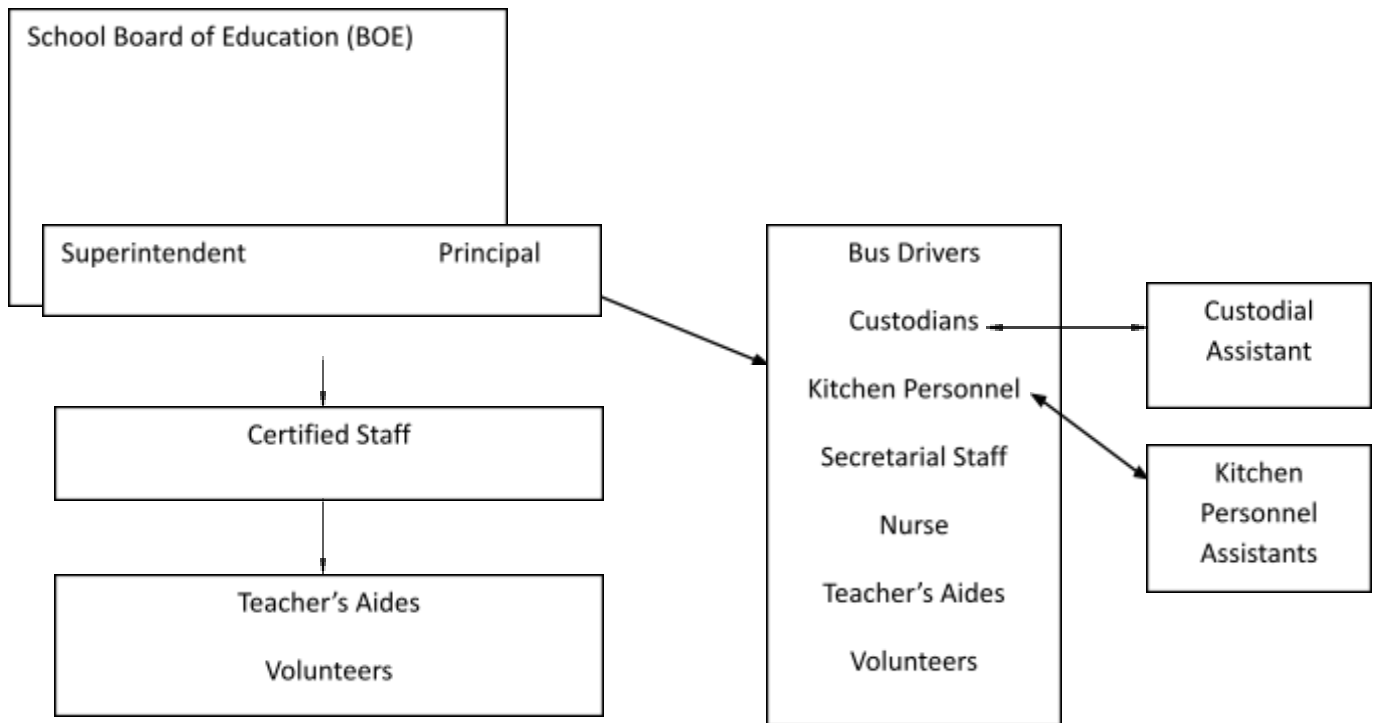 School Board of Education (BOE)
Superintendent Principal
Certified Staff
Teacher’s Aides
Volunteers
Bus Drivers
Custodians
Kitchen Personnel
Secretarial Staff
Nurse
Teacher’s Aides
Volunteers
Custodial
Assistant
Kitchen
Personnel
Assistants